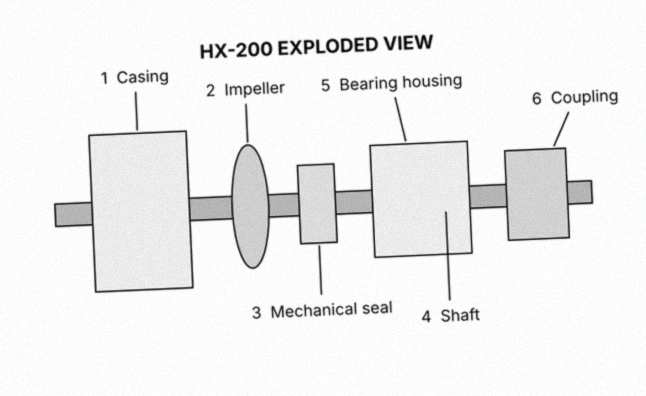 HX-200 EXPLODED VIEW
1 Casing
2 Impeller
5 Bearing housing
6 Coupling
3 Mechanical seal
4 Shaft